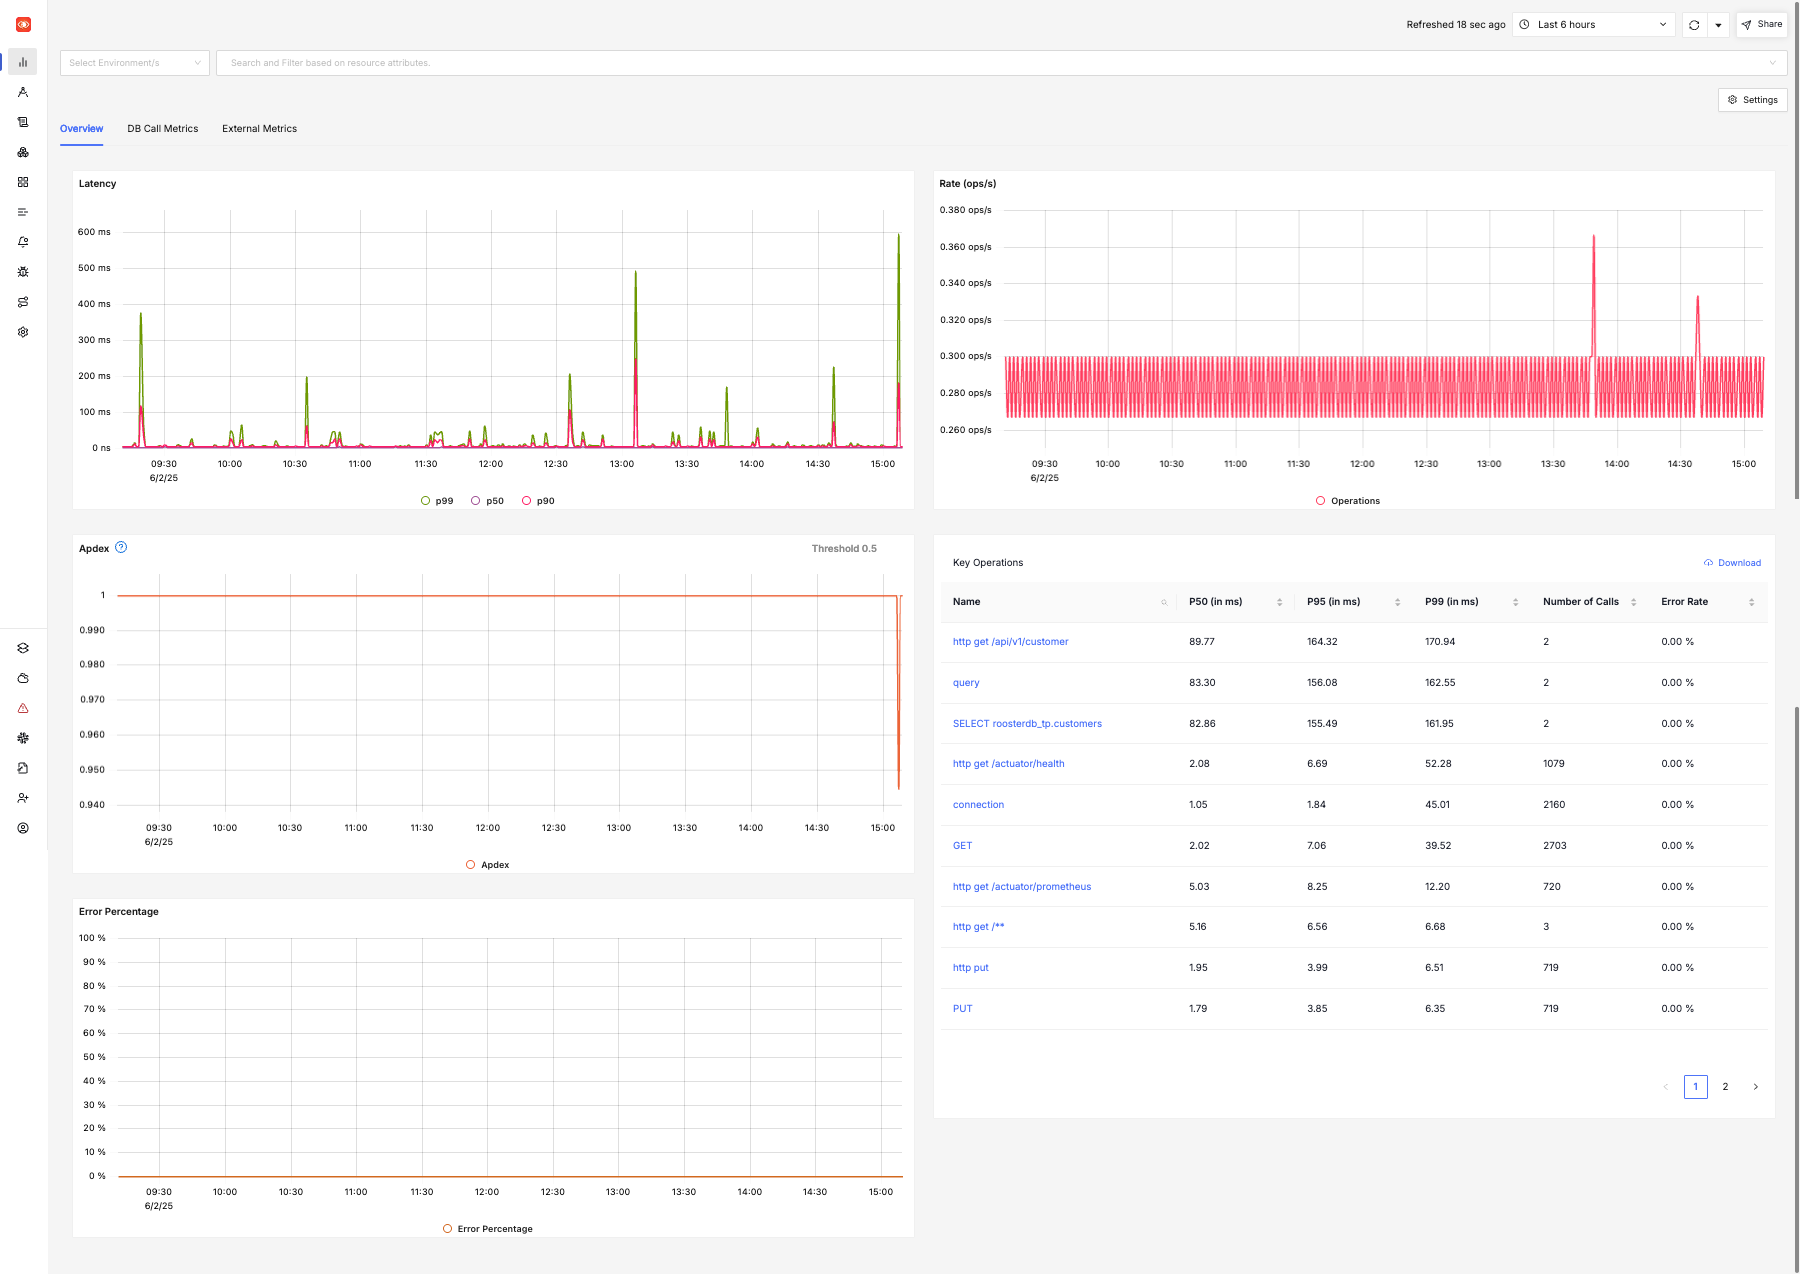 Refreshed 18 sec ago
Last 6 hours
Share
Select Environment/s
Search and Filter based on resource attributes.
Settings
Overview
DB Call Metrics
External Metrics
Latency
600 ms
500 ms
400 ms
300 ms
200 ms
100 ms
0 ns
09:30 10:00 10:30 11:00 11:30 12:00 12:30 13:00 13:30 14:00 14:30 15:00
6/2/25
p99 p50 p90
Rate (ops/s)
0.380 ops/s
0.360 ops/s
0.340 ops/s
0.320 ops/s
0.300 ops/s
0.280 ops/s
0.260 ops/s
09:30 10:00 10:30 11:00 11:30 12:00 12:30 13:00 13:30 14:00 14:30 15:00
6/2/25
Operations
Apdex ?
Threshold 0.5
1
0.990
0.980
0.970
0.960
0.950
0.940
09:30 10:00 10:30 11:00 11:30 12:00 12:30 13:00 13:30 14:00 14:30 15:00
6/2/25
Apdex
Key Operations
Download
Name P50 (in ms) P95 (in ms) P99 (in ms) Number of Calls Error Rate
http get /api/v1/customer 89.77 164.32 170.94 2 0.00 %
query 83.30 156.08 162.55 2 0.00 %
SELECT roosterdb_tp.customers 82.86 155.49 161.95 2 0.00 %
http get /actuator/health 2.08 6.69 52.28 1079 0.00 %
connection 1.05 1.84 45.01 2160 0.00 %
GET 2.02 7.06 39.52 2703 0.00 %
http get /actuator/prometheus 5.03 8.25 12.20 720 0.00 %
http get /** 5.16 6.56 6.68 3 0.00 %
http put 1.95 3.99 6.51 719 0.00 %
PUT 1.79 3.85 6.35 719 0.00 %
< 1 2 >
Error Percentage
100 %
90 %
80 %
70 %
60 %
50 %
40 %
30 %
20 %
10 %
0 %
09:30 10:00 10:30 11:00 11:30 12:00 12:30 13:00 13:30 14:00 14:30 15:00
6/2/25
Error Percentage